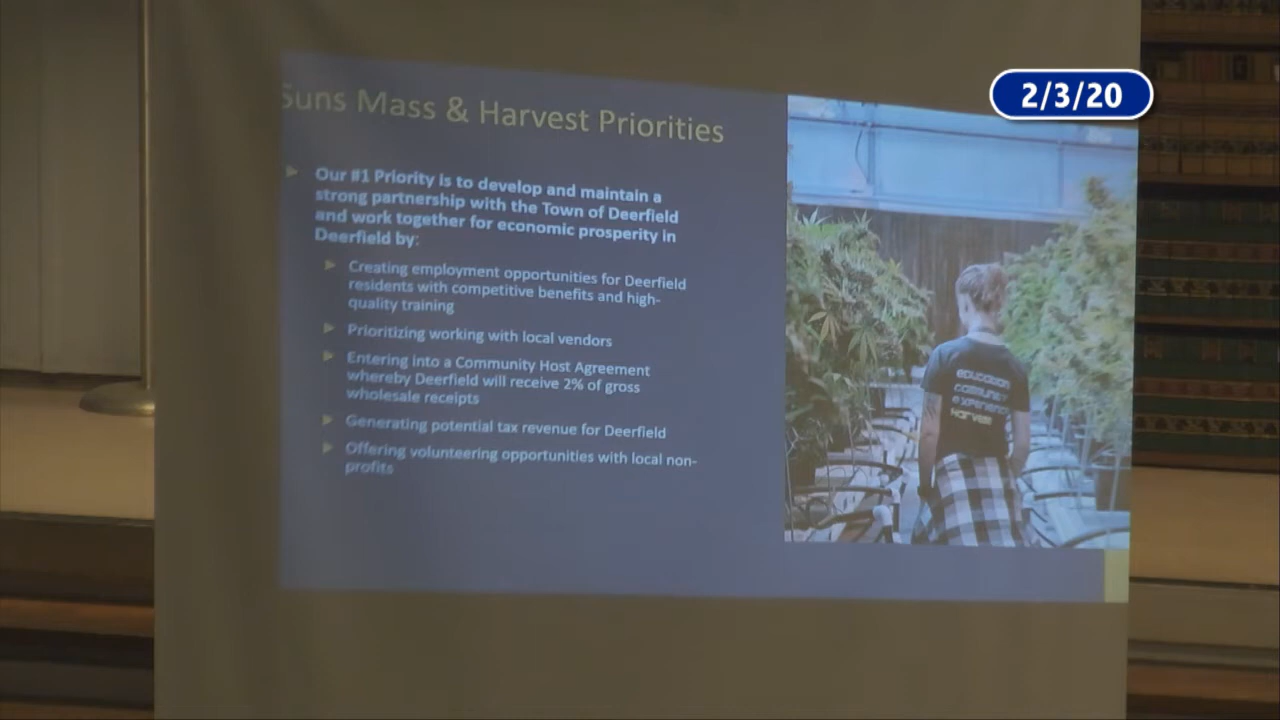 Suns Mass & Harvest Priorities
2/3/20
Our #1 Priority is to develop and maintain a
strong partnership with the Town of Deerfield
and work together for economic prosperity in
Deerfield by:
Creating employment opportunities for Deerfield
residents with competitive benefits and high-
quality training
Prioritizing working with local vendors
Entering into a Community Host Agreement
whereby Deerfield will receive 2% of gross
wholesale receipts
Generating potential tax revenue for Deerfield
Offering volunteering opportunities with local non-
profits
education
community
experience
Harvest